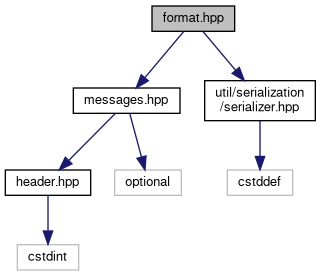 format.hpp
messages.hpp
util/serialization
/serializer.hpp
header.hpp
optional
cstddef
cstdint